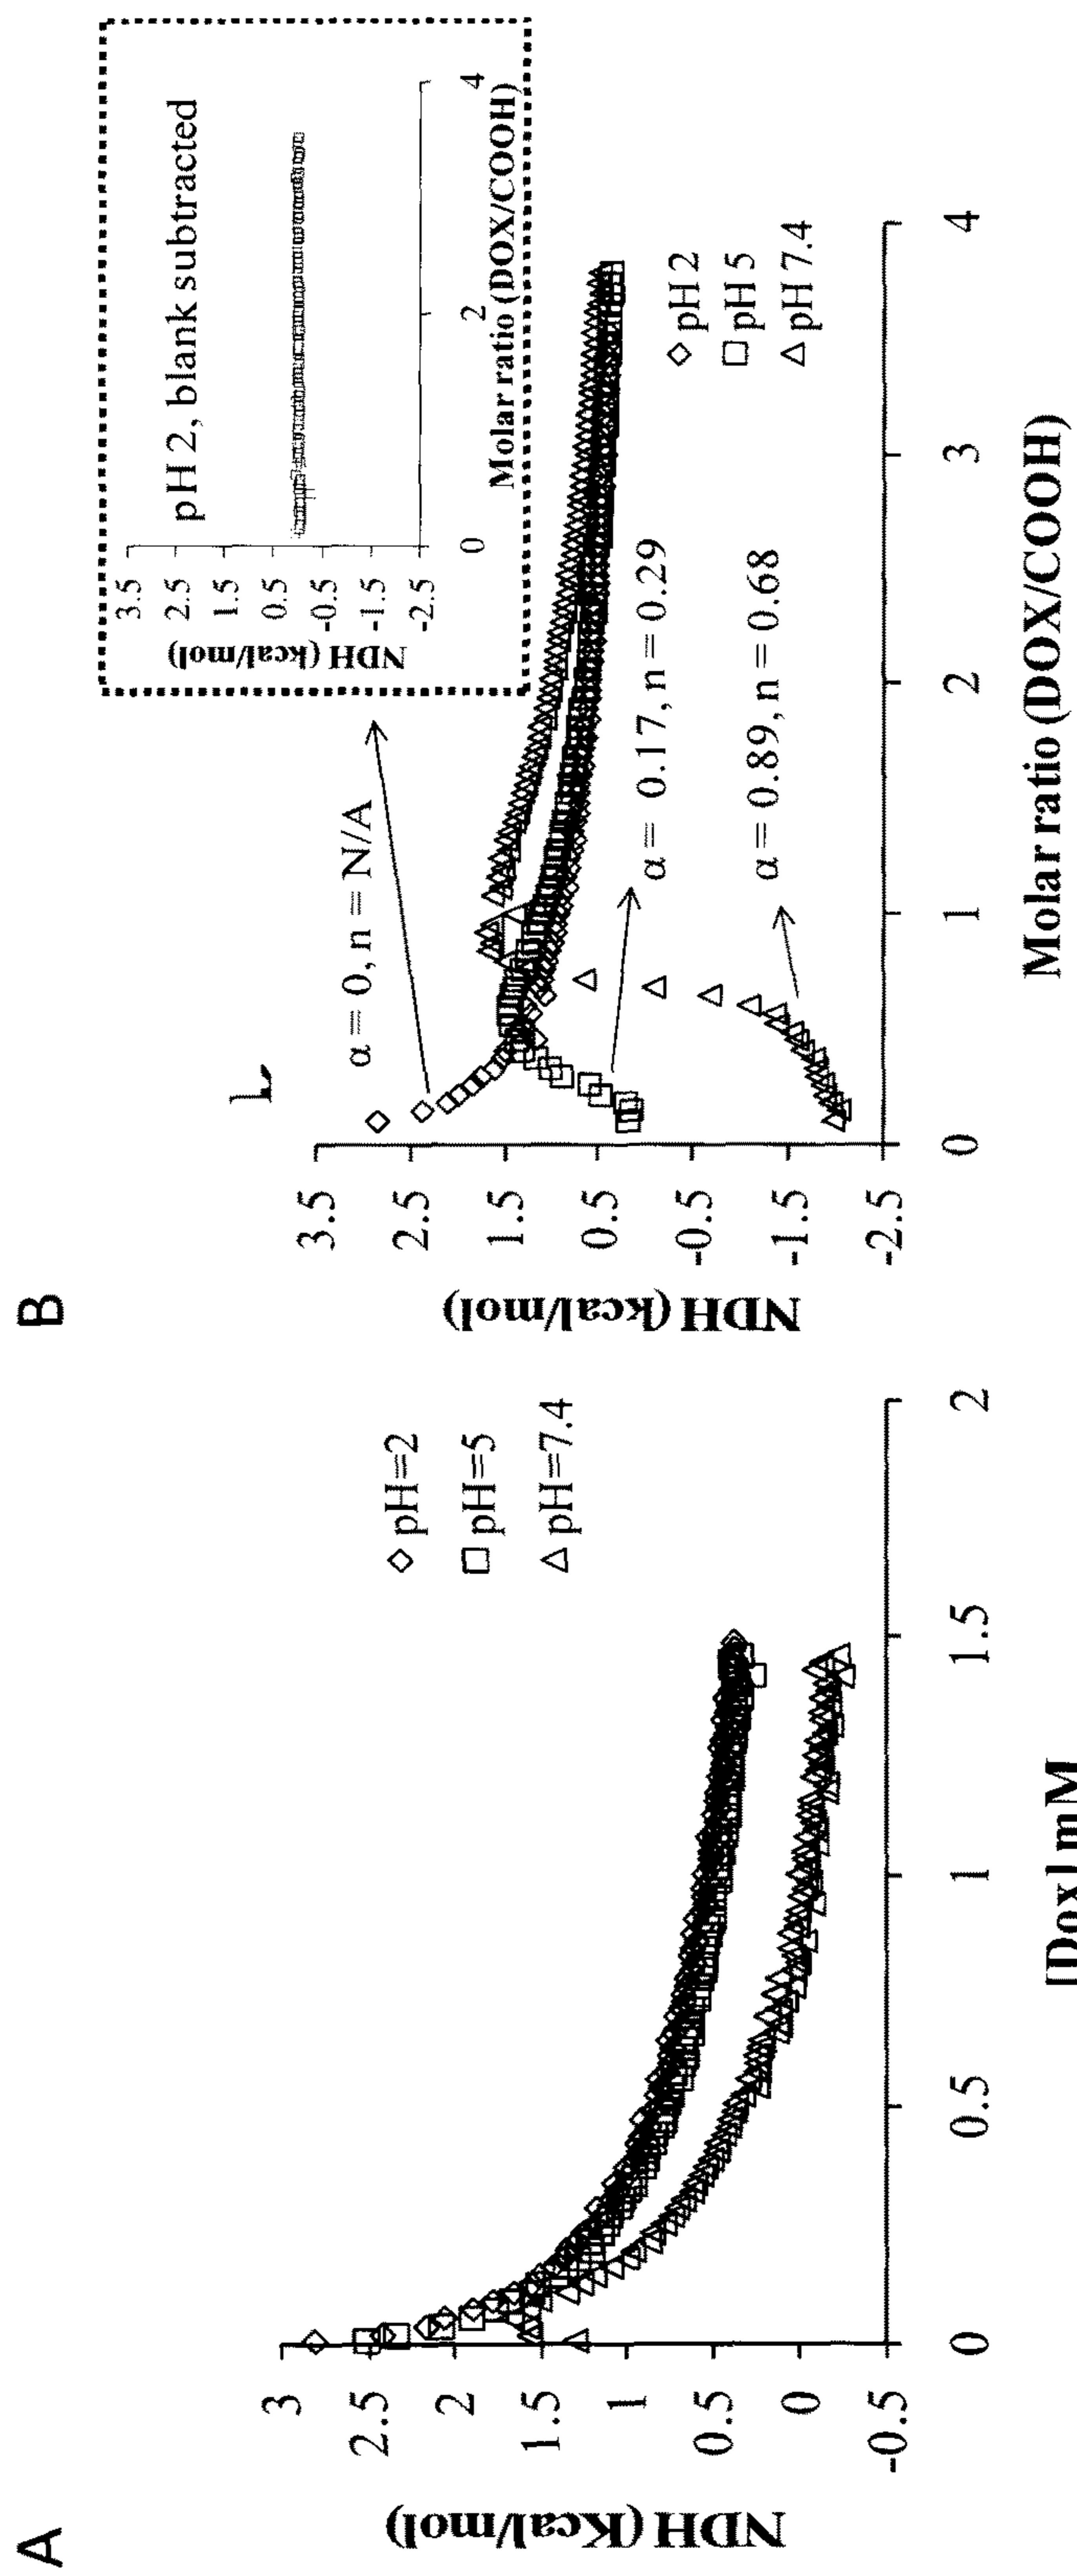 A
NDH (Kcal/mol)
3
2.5
2
1.5
1
0.5
0
-0.5
0
0.5
1
1.5
2
[Dox] mM
pH=2
pH=5
pH=7.4
B
NDH (kcal/mol)
3.5
2.5
1.5
0.5
-0.5
-1.5
-2.5
0
1
2
3
4
Molar ratio (DOX/COOH)
α = 0, n = N/A
α = 0.17, n = 0.29
α = 0.89, n = 0.68
pH 2
pH 5
pH 7.4
pH 2, blank subtracted
NDH (kcal/mol)
3.5
2.5
1.5
0.5
-0.5
-1.5
-2.5
0
2
4
Molar ratio (DOX/COOH)